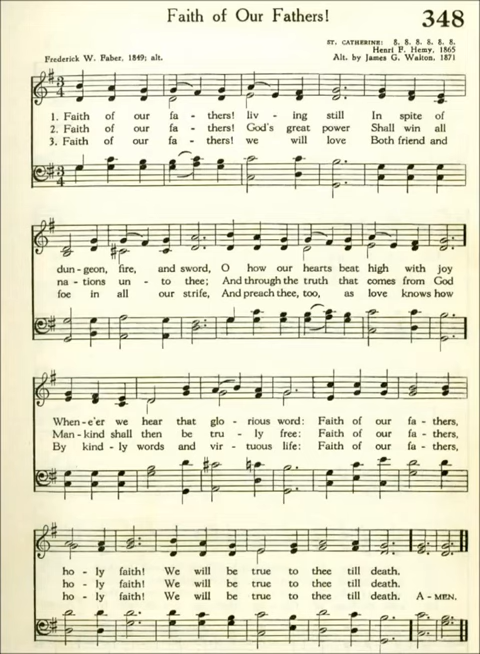 Faith of Our Fathers!
348
ST. CATHERINE: 8. 8. 8. 8. 8. 8.
Henri F. Hemy, 1865
Frederick W. Faber, 1849; alt.
Alt. by James G. Walton, 1871
1. Faith of our fa - thers! liv - ing still In spite of
2. Faith of our fa - thers! God's great power Shall win all
3. Faith of our fa - thers! we will love Both friend and
dun - geon, fire, and sword, O how our hearts beat high with joy
na - tions un - to thee; And through the truth that comes from God
foe in all our strife, And preach thee, too, as love knows how
When - e'er we hear that glo - rious word: Faith of our fa - thers,
Man - kind shall then be tru - ly free: Faith of our fa - thers,
By kind - ly words and vir - tuous life: Faith of our fa - thers,
ho - ly faith! We will be true to thee till death.
ho - ly faith! We will be true to thee till death.
ho - ly faith! We will be true to thee till death. A - MEN.